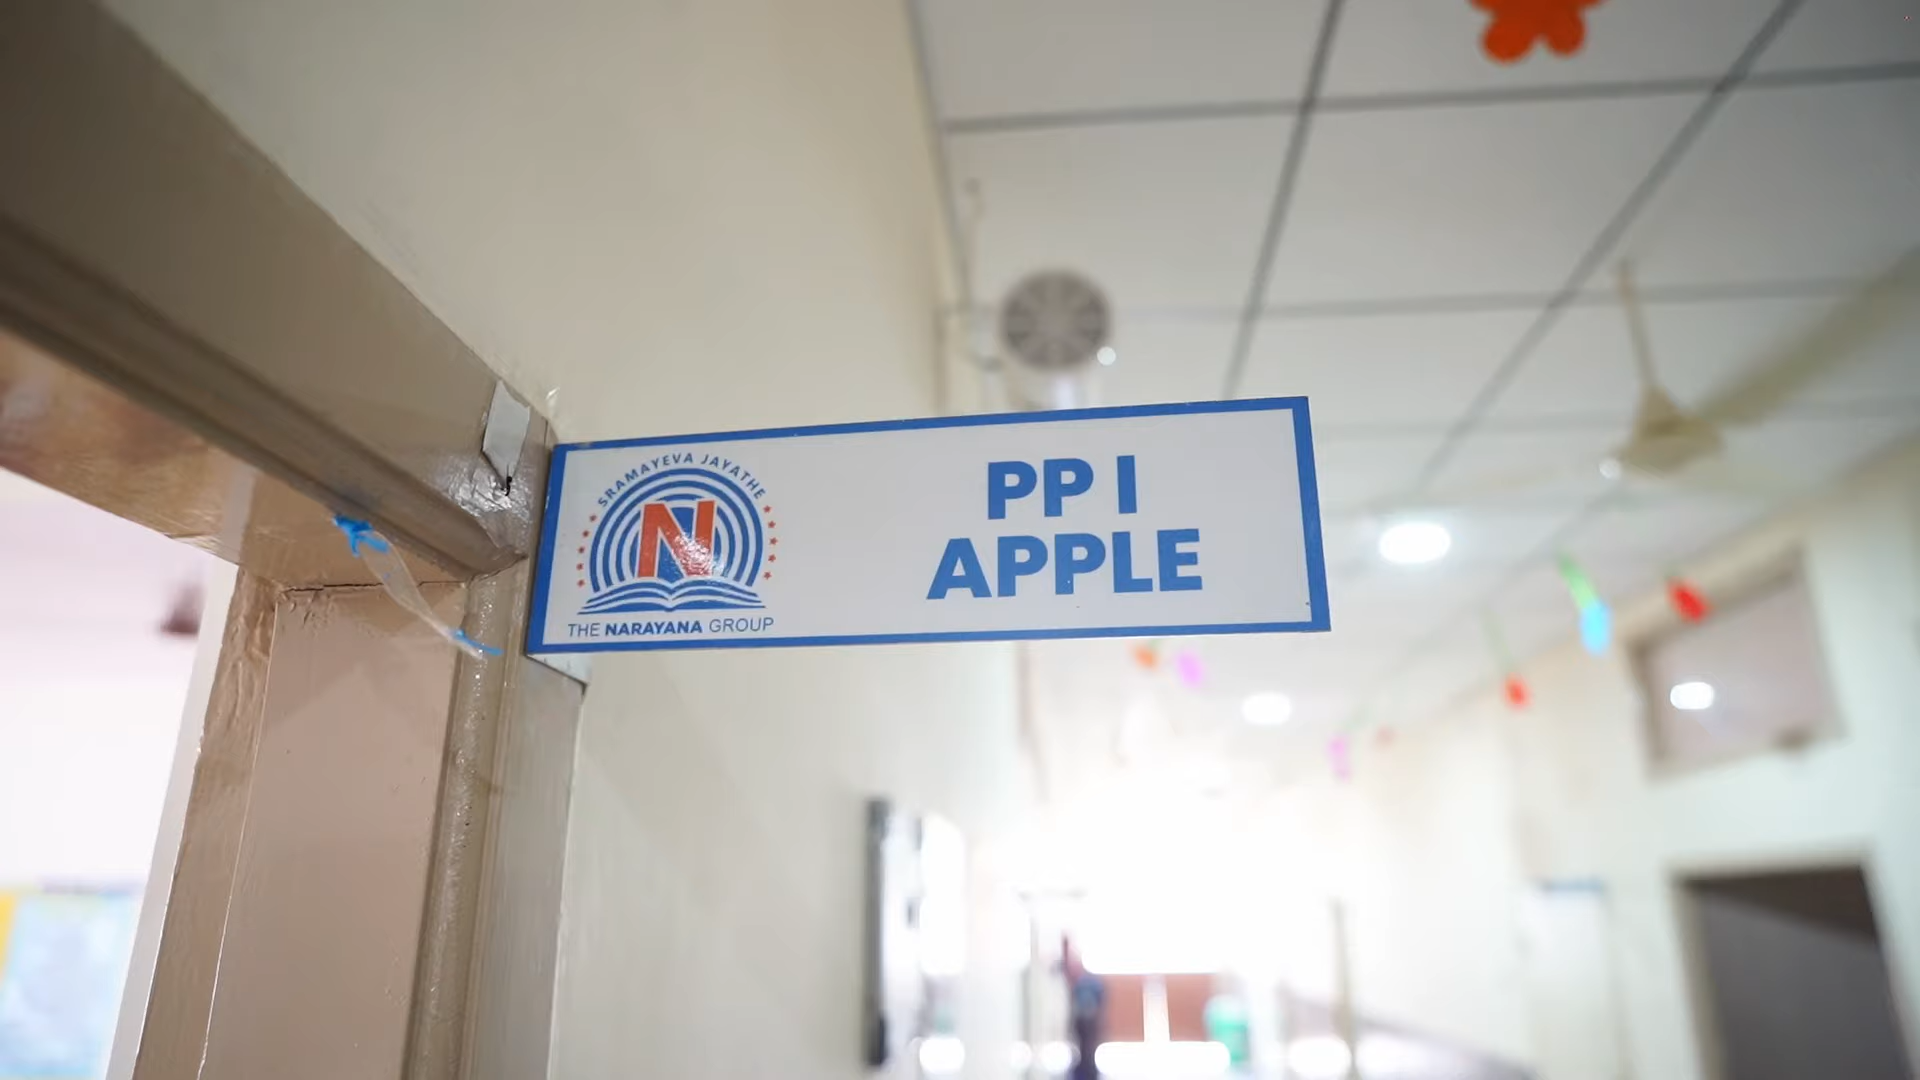 SRAMAYEVA JAYATHE
N
THE NARAYANA GROUP
PP I
APPLE